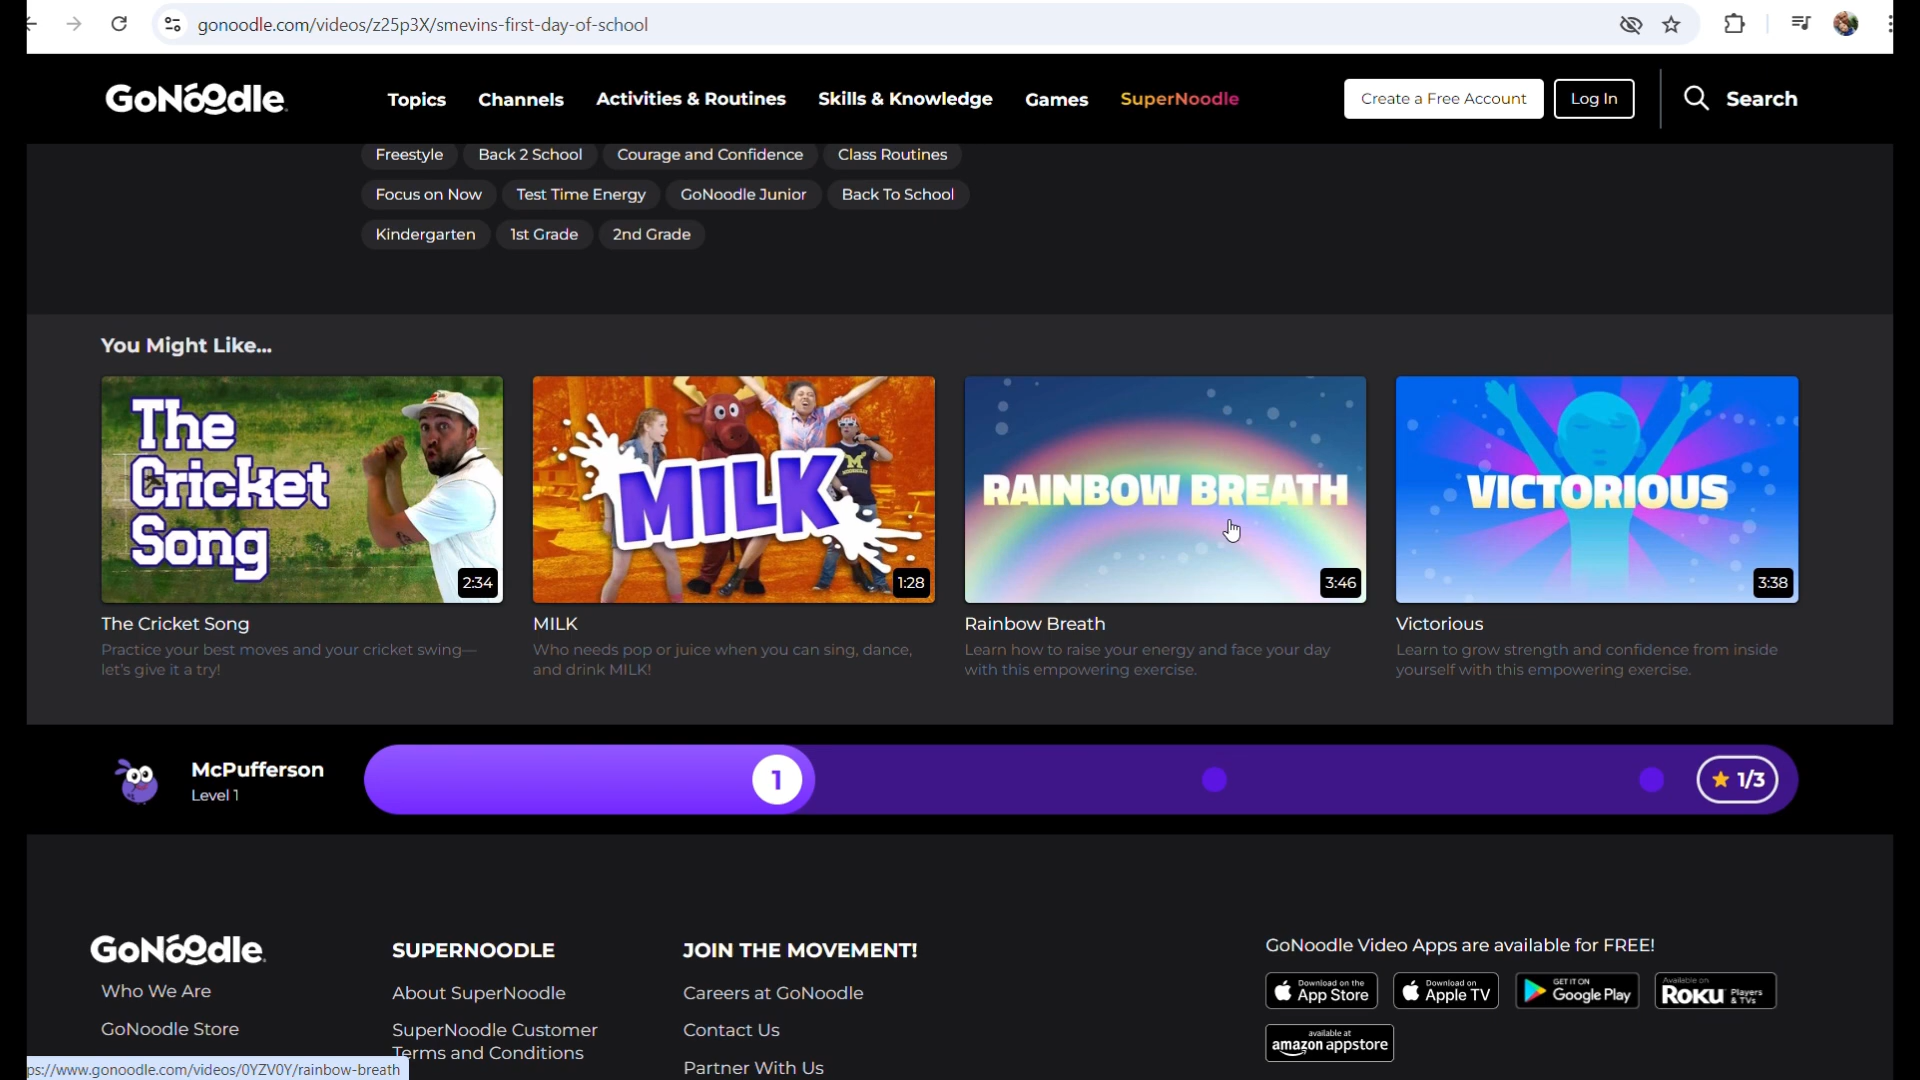 gonoodle.com/videos/z25p3X/smevins-first-day-of-school
GoNoodle.
Topics
Channels
Activities & Routines
Skills & Knowledge
Games
SuperNoodle
Create a Free Account
Log In
Search
Freestyle
Back 2 School
Courage and Confidence
Class Routines
Focus on Now
Test Time Energy
GoNoodle Junior
Back To School
Kindergarten
1st Grade
2nd Grade
You Might Like...
The
Cricket
Song
2:34
MILK
1:28
RAINBOW BREATH
3:46
VICTORIOUS
3:38
The Cricket Song
Practice your best moves and your cricket swing—
let's give it a try!
MILK
Who needs pop or juice when you can sing, dance,
and drink MILK!
Rainbow Breath
Learn how to raise your energy and face your day
with this empowering exercise.
Victorious
Learn to grow strength and confidence from inside
yourself with this empowering exercise.
McPufferson
Level 1
1
1/3
GoNoodle.
Who We Are
GoNoodle Store
SUPERNOODLE
About SuperNoodle
SuperNoodle Customer
Terms and Conditions
JOIN THE MOVEMENT!
Careers at GoNoodle
Contact Us
Partner With Us
GoNoodle Video Apps are available for FREE!
Download on the
App Store
Download on
Apple TV
GET IT ON
Google Play
Available on
ROKU Players & TVs
available at
amazon appstore
ps://www.gonoodle.com/videos/0YZV0Y/rainbow-breath